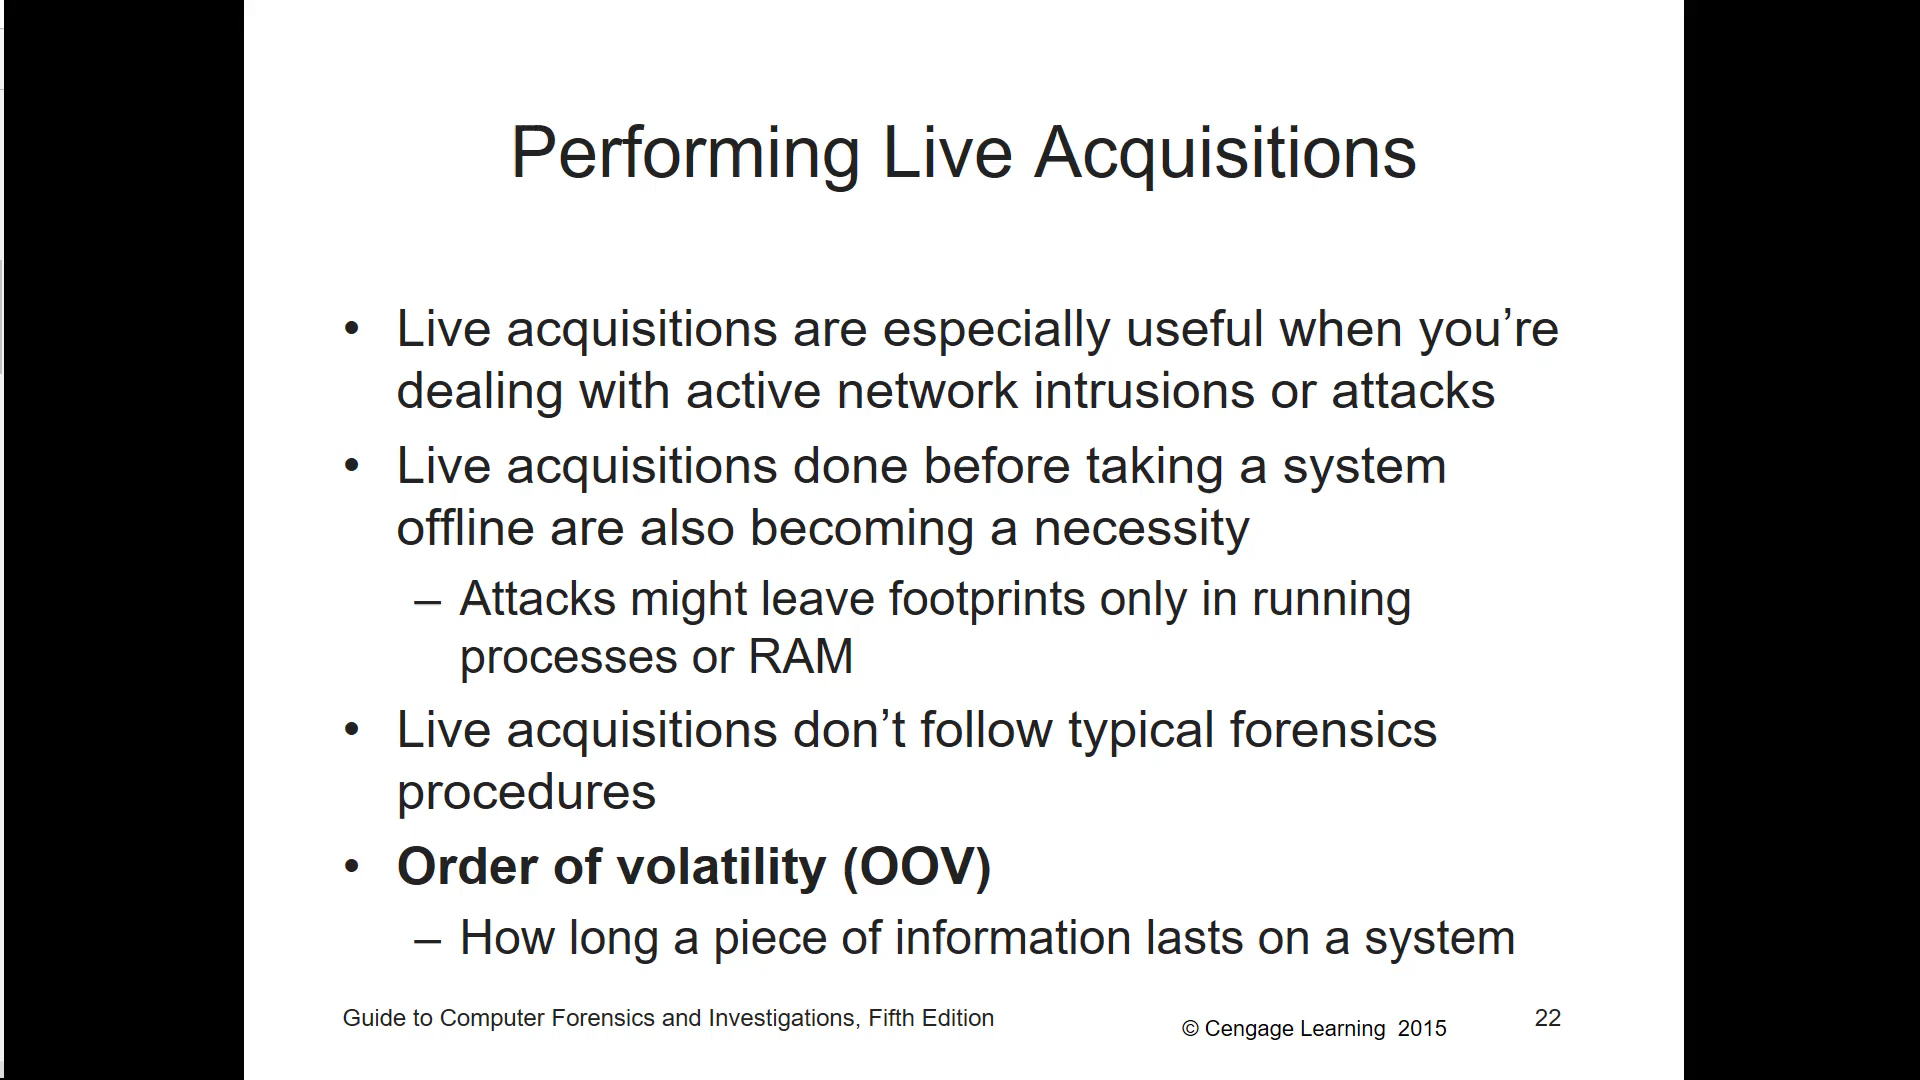 Performing Live Acquisitions
• Live acquisitions are especially useful when you’re
dealing with active network intrusions or attacks
• Live acquisitions done before taking a system
offline are also becoming a necessity
– Attacks might leave footprints only in running
processes or RAM
• Live acquisitions don’t follow typical forensics
procedures
• Order of volatility (OOV)
– How long a piece of information lasts on a system
Guide to Computer Forensics and Investigations, Fifth Edition
© Cengage Learning 2015
22